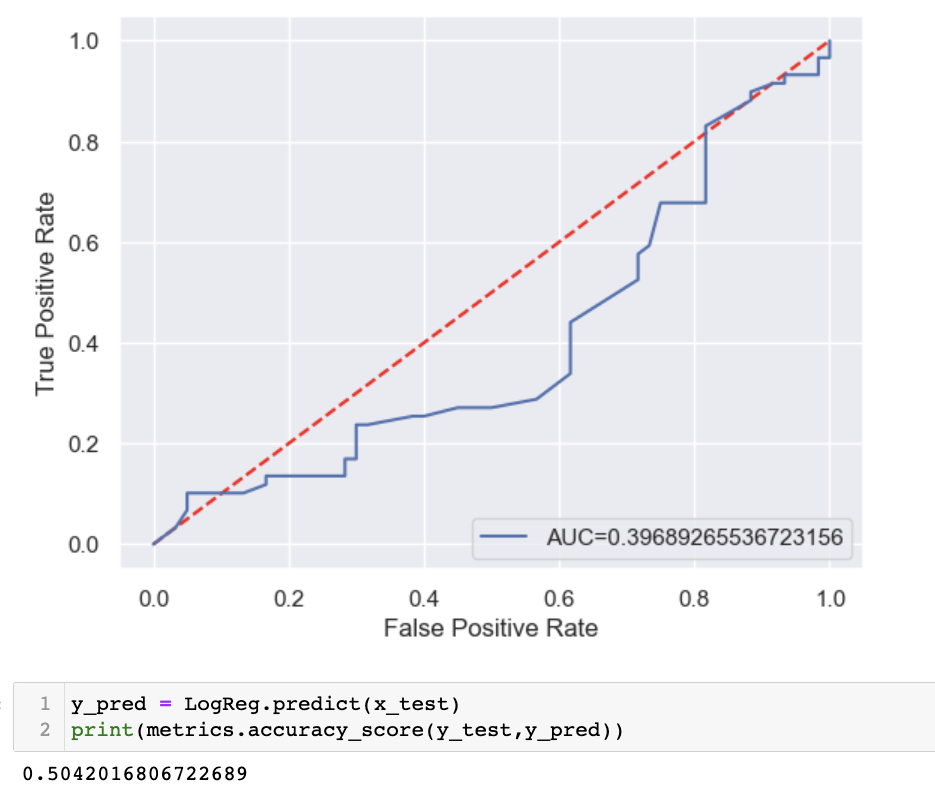 1.0
0.8
0.6
0.4
0.2
0.0
True Positive Rate
AUC=0.39689265536723156
0.0 0.2 0.4 0.6 0.8 1.0
False Positive Rate
1 y_pred = LogReg.predict(x_test)
2 print(metrics.accuracy_score(y_test,y_pred))
0.5042016806722689